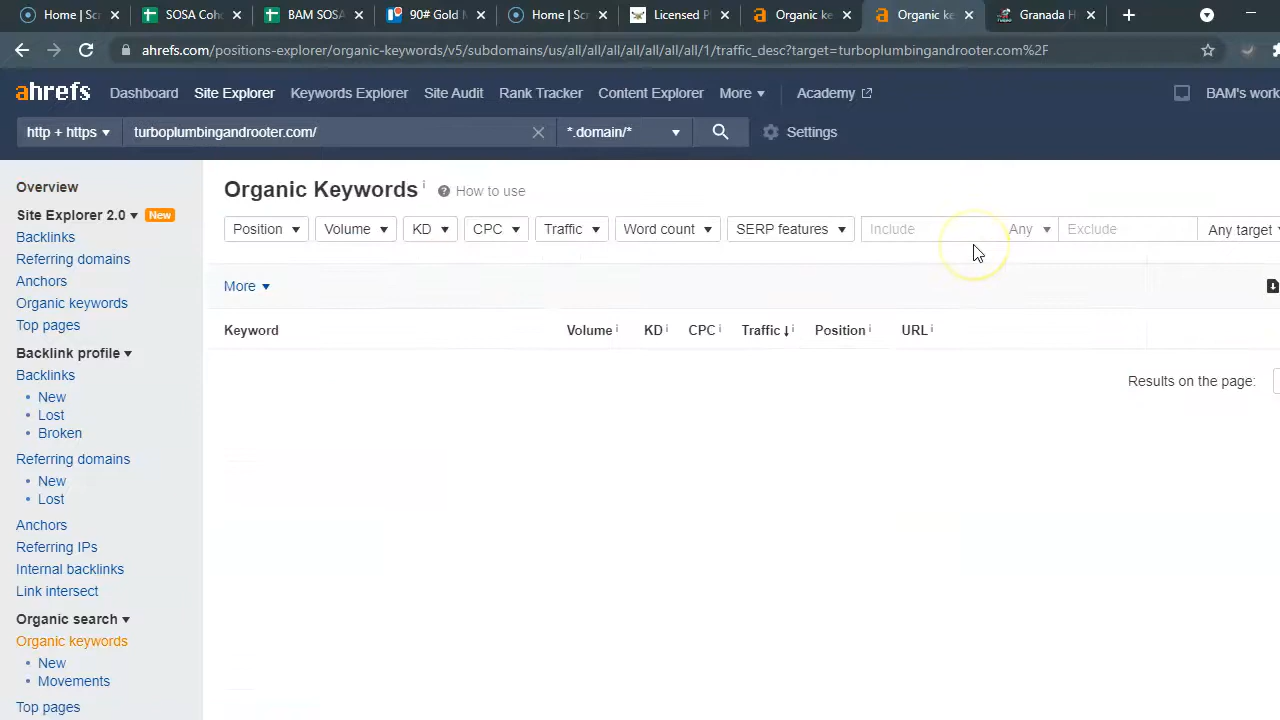 Home | Scr
SOSA Coho
BAM SOSA
90# Gold M
Home | Scr
Licensed Pl
Organic ke
Organic ke
Granada H
ahrefs.com/positions-explorer/organic-keywords/v5/subdomains/us/all/all/all/all/all/all/all/1/traffic_desc?target=turboplumbingandrooter.com%2F
ahrefs Dashboard Site Explorer Keywords Explorer Site Audit Rank Tracker Content Explorer More Academy BAM's work
http + https turboplumbingandrooter.com/ *.domain/* Settings
Overview
Site Explorer 2.0 New
Backlinks
Referring domains
Anchors
Organic keywords
Top pages
Backlink profile
Backlinks
• New
• Lost
• Broken
Referring domains
• New
• Lost
Anchors
Referring IPs
Internal backlinks
Link intersect
Organic search
Organic keywords
• New
• Movements
Top pages
Organic Keywords i ? How to use
Position Volume KD CPC Traffic Word count SERP features Include Any Exclude Any target
More
Keyword Volume i KD i CPC i Traffic↓ i Position i URL i
Results on the page: